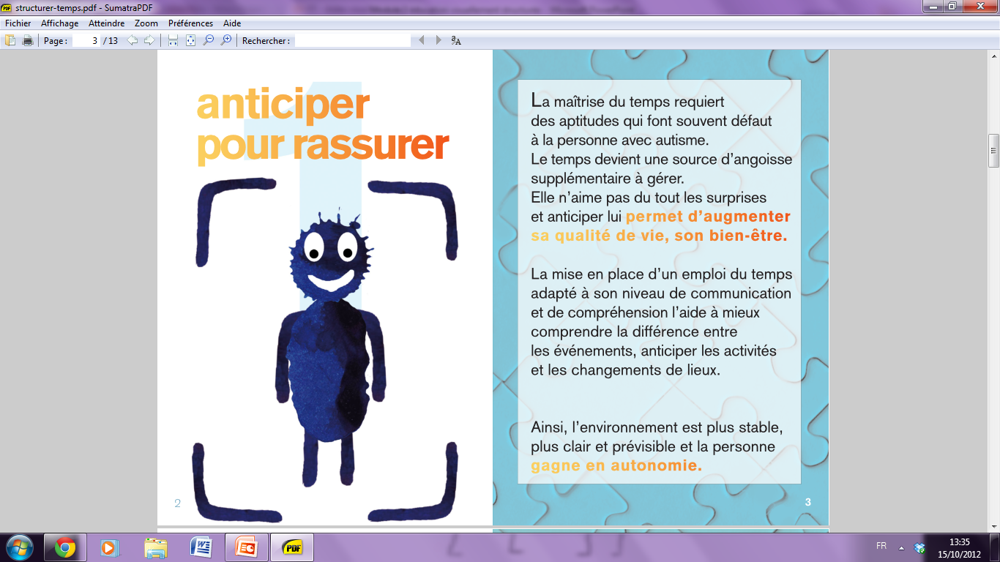 structurer-temps.pdf - SumatraPDF
Fichier Affichage Atteindre Zoom Préférences Aide
Page : 3 / 13 Rechercher :
1
anticiper
pour rassurer
2
La maîtrise du temps requiert
des aptitudes qui font souvent défaut
à la personne avec autisme.
Le temps devient une source d’angoisse
supplémentaire à gérer.
Elle n’aime pas du tout les surprises
et anticiper lui permet d’augmenter
sa qualité de vie, son bien-être.
La mise en place d’un emploi du temps
adapté à son niveau de communication
et de compréhension l’aide à mieux
comprendre la différence entre
les événements, anticiper les activités
et les changements de lieux.
Ainsi, l’environnement est plus stable,
plus clair et prévisible et la personne
gagne en autonomie.
3
PDF
FR
13:35
15/10/2012